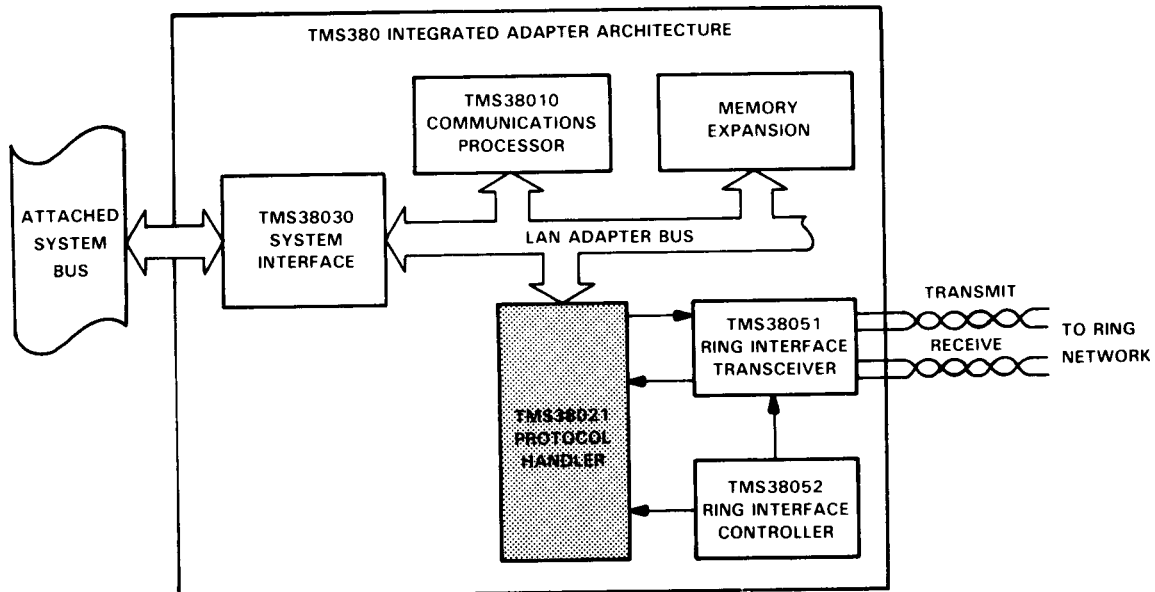 TMS380 INTEGRATED ADAPTER ARCHITECTURE
TMS38010
COMMUNICATIONS
PROCESSOR
MEMORY
EXPANSION
ATTACHED
SYSTEM
BUS
TMS38030
SYSTEM
INTERFACE
LAN ADAPTER BUS
TMS38021
PROTOCOL
HANDLER
TMS38051
RING INTERFACE
TRANSCEIVER
TRANSMIT
RECEIVE
TO RING
NETWORK
TMS38052
RING INTERFACE
CONTROLLER